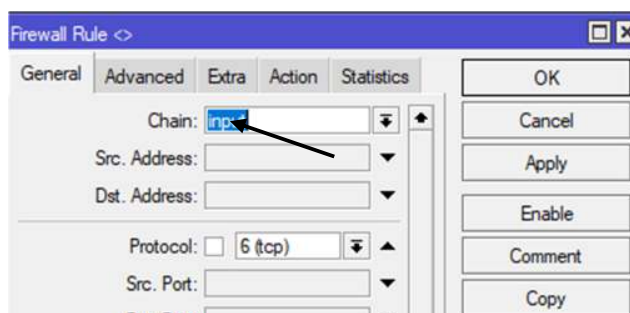 Firewall Rule <>
General Advanced Extra Action Statistics
OK
Chain: input
Cancel
Src. Address:
Apply
Dst. Address:
Enable
Protocol: 6 (tcp)
Comment
Src. Port:
Copy